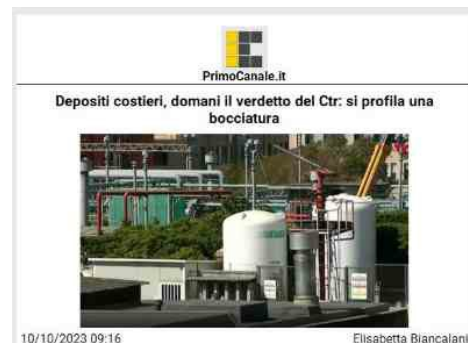 PrimoCanale.it
Depositi costieri, domani il verdetto del Ctr: si profila una
bocciatura
10/10/2023 09:16
Elisabetta Biancalani